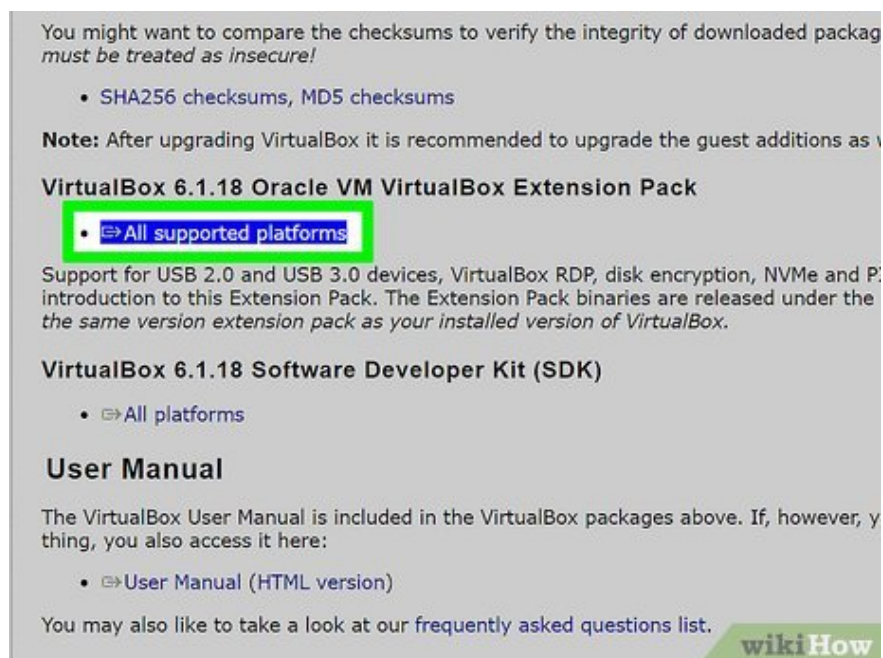 You might want to compare the checksums to verify the integrity of downloaded packag
must be treated as insecure!
• SHA256 checksums, MD5 checksums
Note: After upgrading VirtualBox it is recommended to upgrade the guest additions as
VirtualBox 6.1.18 Oracle VM VirtualBox Extension Pack
• All supported platforms
Support for USB 2.0 and USB 3.0 devices, VirtualBox RDP, disk encryption, NVMe and
introduction to this Extension Pack. The Extension Pack binaries are released under the
the same version extension pack as your installed version of VirtualBox.
VirtualBox 6.1.18 Software Developer Kit (SDK)
• All platforms
User Manual
The VirtualBox User Manual is included in the VirtualBox packages above. If, however, y
thing, you also access it here:
• User Manual (HTML version)
You may also like to take a look at our frequently asked questions list.
wikiHow